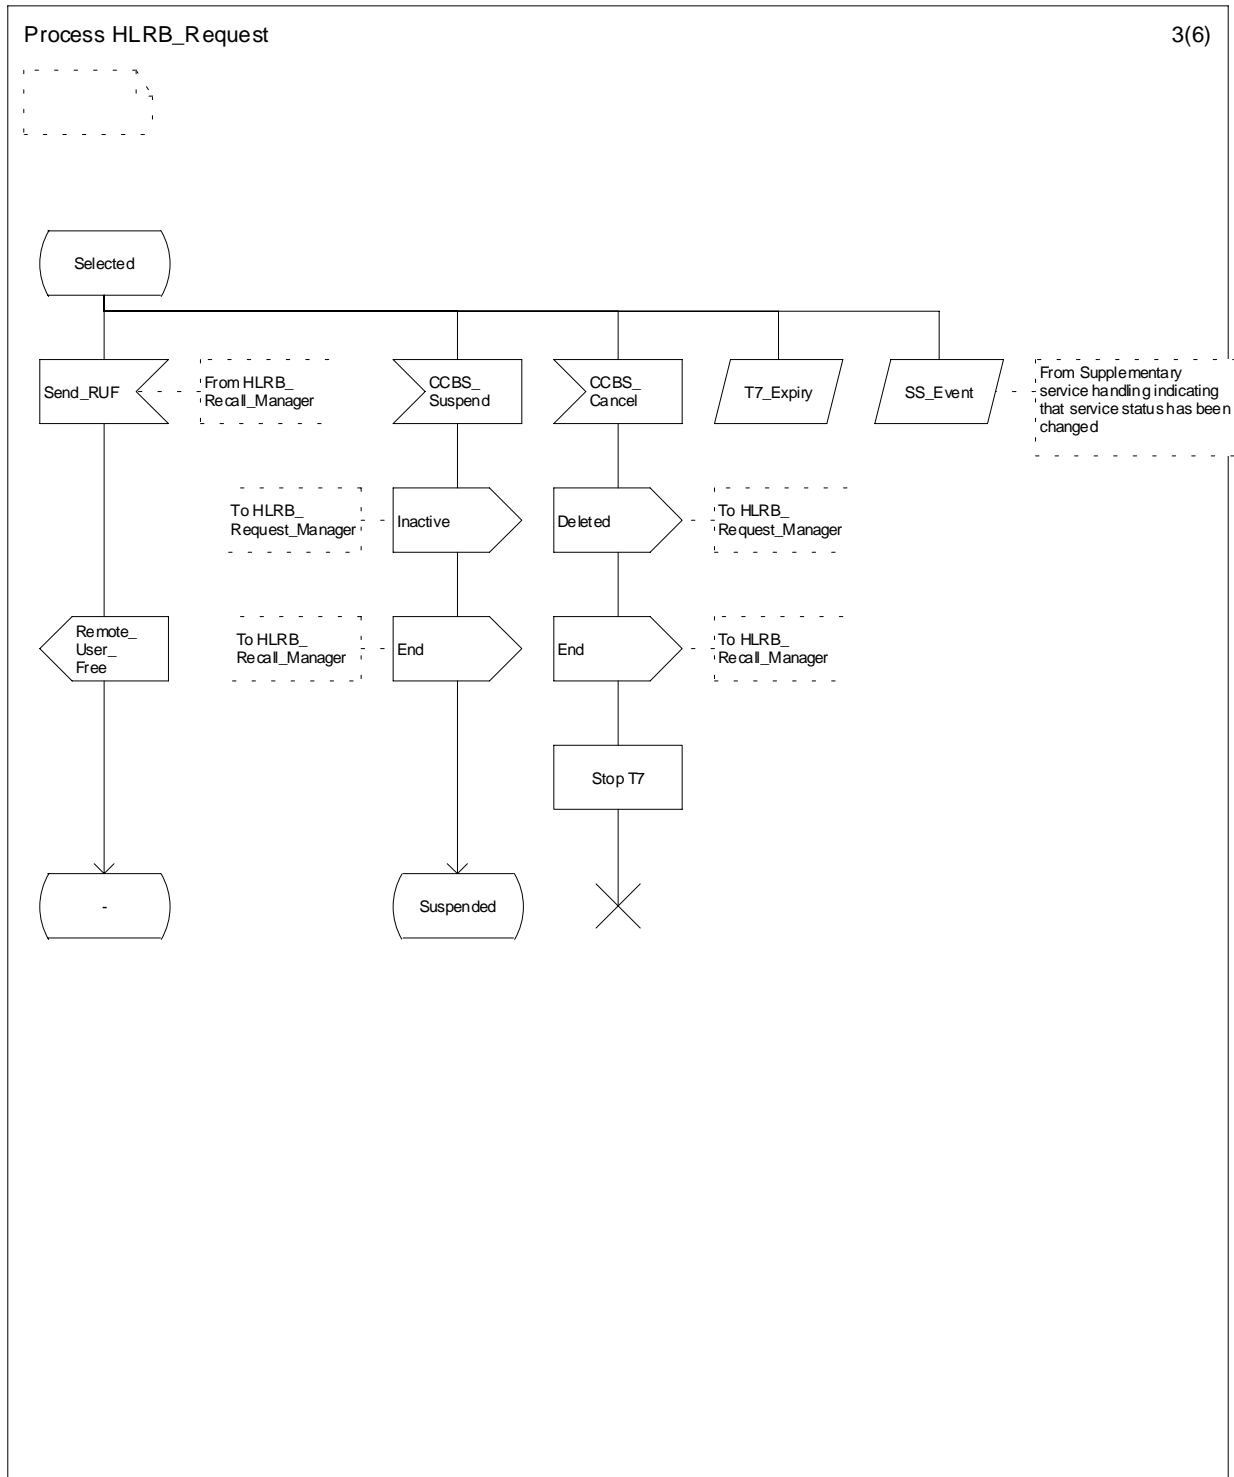 Process HLRB_Request
3(6)
Selected
Send_RUF
From HLRB_
Recall_Manager
CCBS_
Suspend
CCBS_
Cancel
T7_Expiry
SS_Event
From Supplementary
service handling indicating
that service status has been
changed
To HLRB_
Request_Manager
Inactive
Deleted
To HLRB_
Request_Manager
Remote_
User_
Free
To HLRB_
Recall_Manager
End
End
To HLRB_
Recall_Manager
Stop T7
-
Suspended